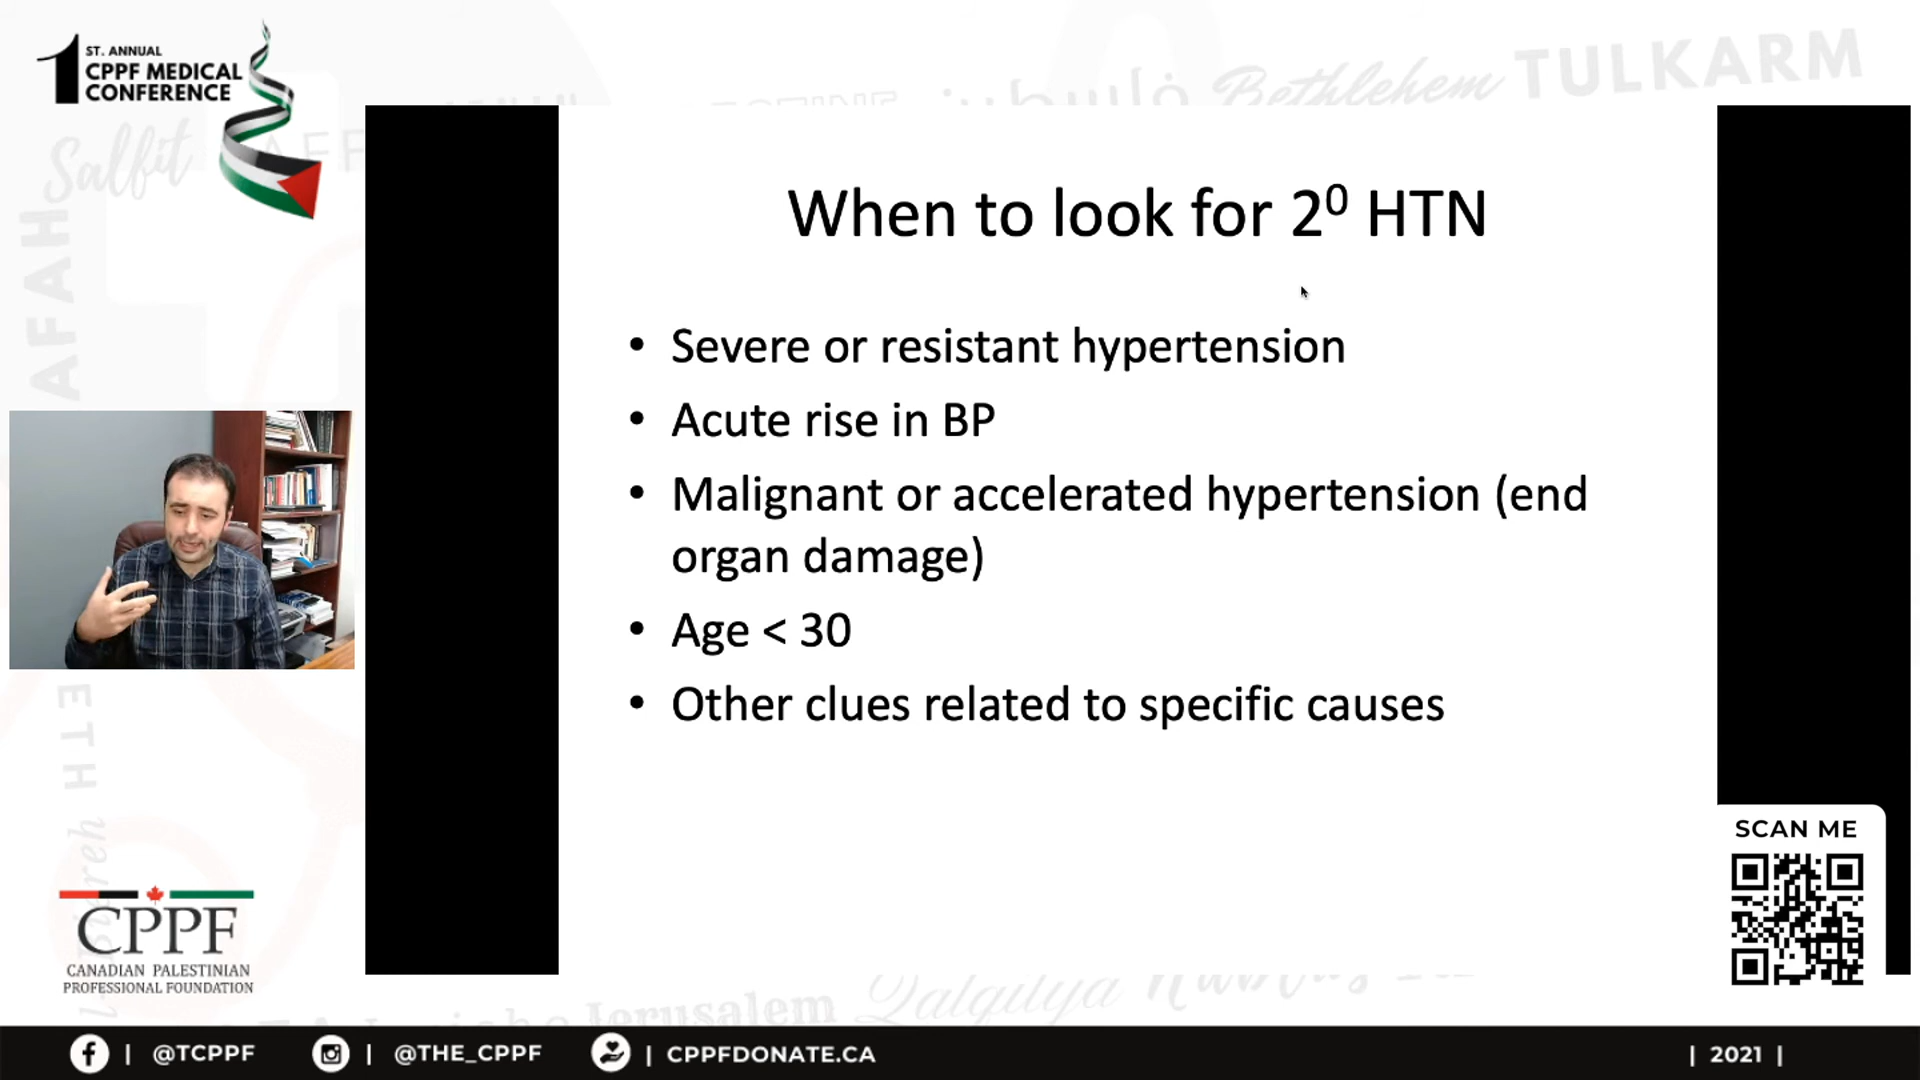 1 ST. ANNUAL
CPPF MEDICAL
CONFERENCE
Salfit
فلسطين
Bethlehem
TULKARM
When to look for 2⁰ HTN
• Severe or resistant hypertension
• Acute rise in BP
• Malignant or accelerated hypertension (end
organ damage)
• Age < 30
• Other clues related to specific causes
SCAN ME
CPPF
CANADIAN PALESTINIAN
PROFESSIONAL FOUNDATION
Jerusalem
Qalqilya
| @TCPPF
| @THE_CPPF
| CPPFDONATE.CA
| 2021 |